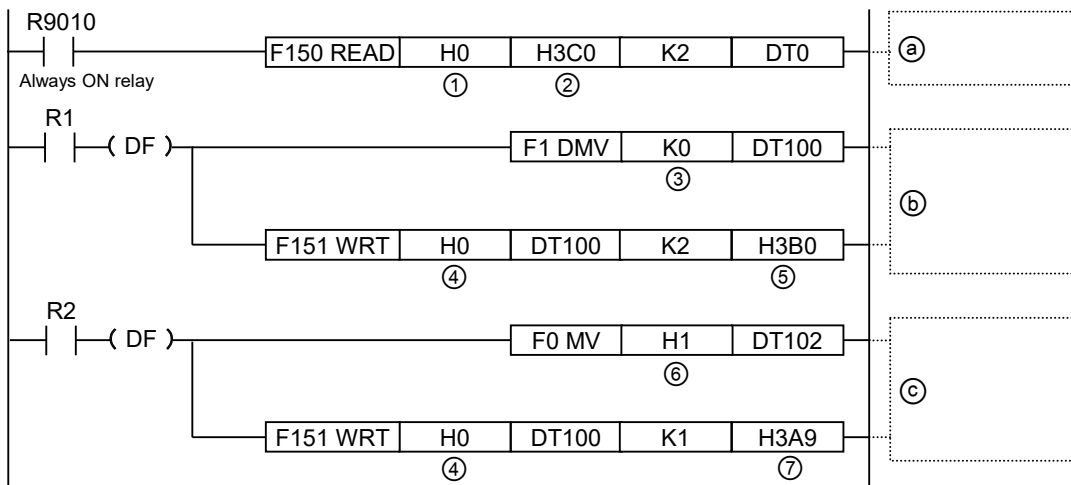 R9010
F150 READ H0 H3C0 K2 DT0 ⓐ
Always ON relay ① ②
R1
( DF ) F1 DMV K0 DT100
③
ⓑ
F151 WRT H0 DT100 K2 H3B0
④ ⑤
R2
( DF ) F0 MV H1 DT102
⑥
ⓒ
F151 WRT H0 DT100 K1 H3A9
④ ⑦